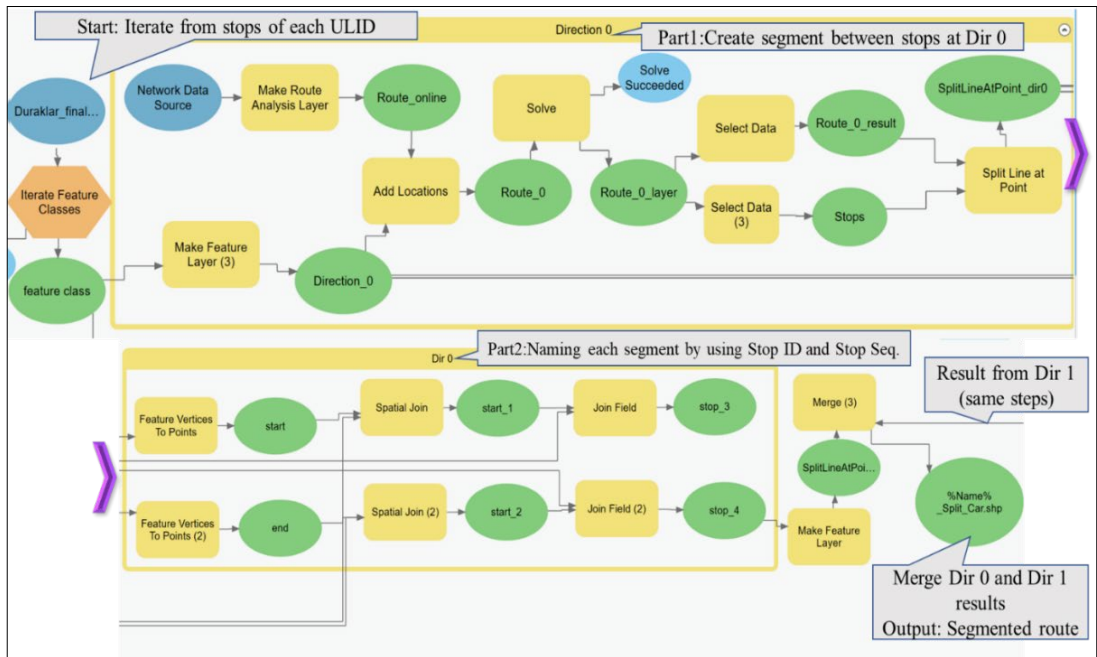 Start: Iterate from stops of each ULID
Direction 0
Part1:Create segment between stops at Dir 0
Duraklar_final...
Network Data
Source
Make Route
Analysis Layer
Route_online
Solve
Solve
Succeeded
Select Data
Route_0_result
SplitLineAtPoint_dir0
Iterate Feature
Classes
Add Locations
Route_0
Route_0_layer
Select Data
(3)
Stops
Split Line at
Point
feature class
Make Feature
Layer (3)
Direction_0
Dir 0
Part2:Naming each segment by using Stop ID and Stop Seq.
Feature Vertices
To Points
start
Spatial Join
start_1
Join Field
stop_3
Merge (3)
Result from Dir 1
(same steps)
Feature Vertices
To Points (2)
end
Spatial Join (2)
start_2
Join Field (2)
stop_4
SplitLineAtPoi...
Make Feature
Layer
%Name%
_Split_Car.shp
Merge Dir 0 and Dir 1
results
Output: Segmented route